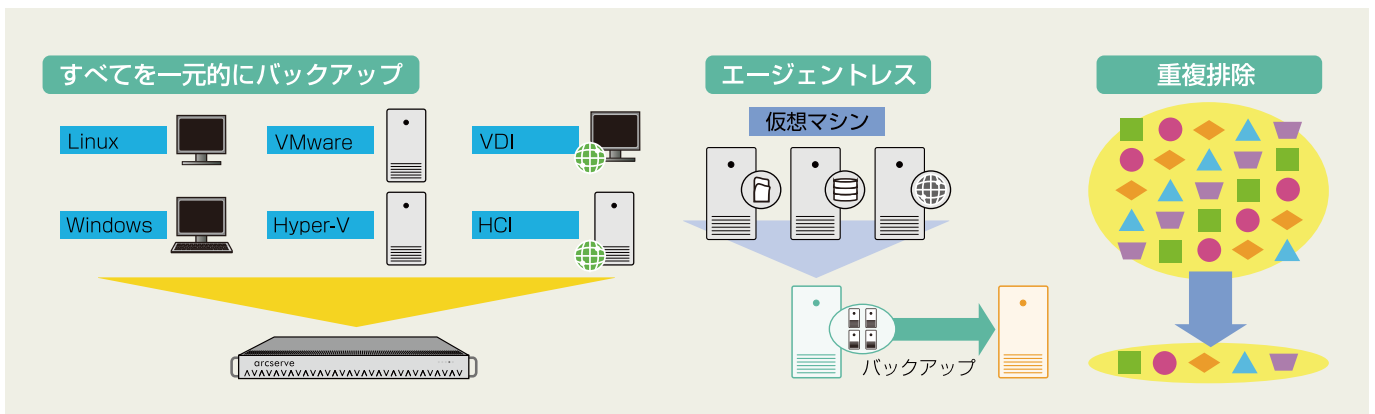 すべてを一元的にバックアップ
Linux
VMware
VDI
Windows
Hyper-V
HCI
arcserve
エージェントレス
仮想マシン
バックアップ
重複排除